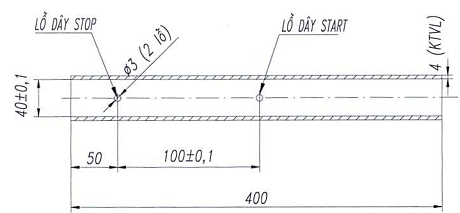 LỖ DÂY STOP
LỖ DÂY START
ø3 (2 lỗ)
4 (KTVL)
40±0,1
50
100±0,1
400